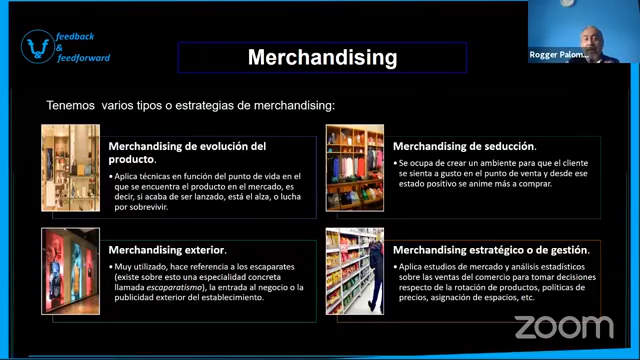 feedback
&
feedforward
Merchandising
Rogger Palom...
Tenemos varios tipos o estrategias de merchandising:
Merchandising de evolución del
producto.
• Aplica técnicas en función del punto de vida en el
que se encuentra el producto en el mercado, es
decir, si acaba de ser lanzado, está el alza, o lucha
por sobrevivir.
Merchandising de seducción.
• Se ocupa de crear un ambiente para que el cliente
se sienta a gusto en el punto de venta y desde ese
estado positivo se anime más a comprar.
Merchandising exterior.
• Muy utilizado, hace referencia a los escaparates
(existe sobre esto una especialidad concreta
llamada escaparatismo), la entrada al negocio o la
publicidad exterior del establecimiento.
Merchandising estratégico o de gestión.
• Aplica estudios de mercado y análisis estadísticos
sobre las ventas del comercio para tomar decisiones
respecto de la rotación de productos, políticas de
precios, asignación de espacios, etc.
zoom